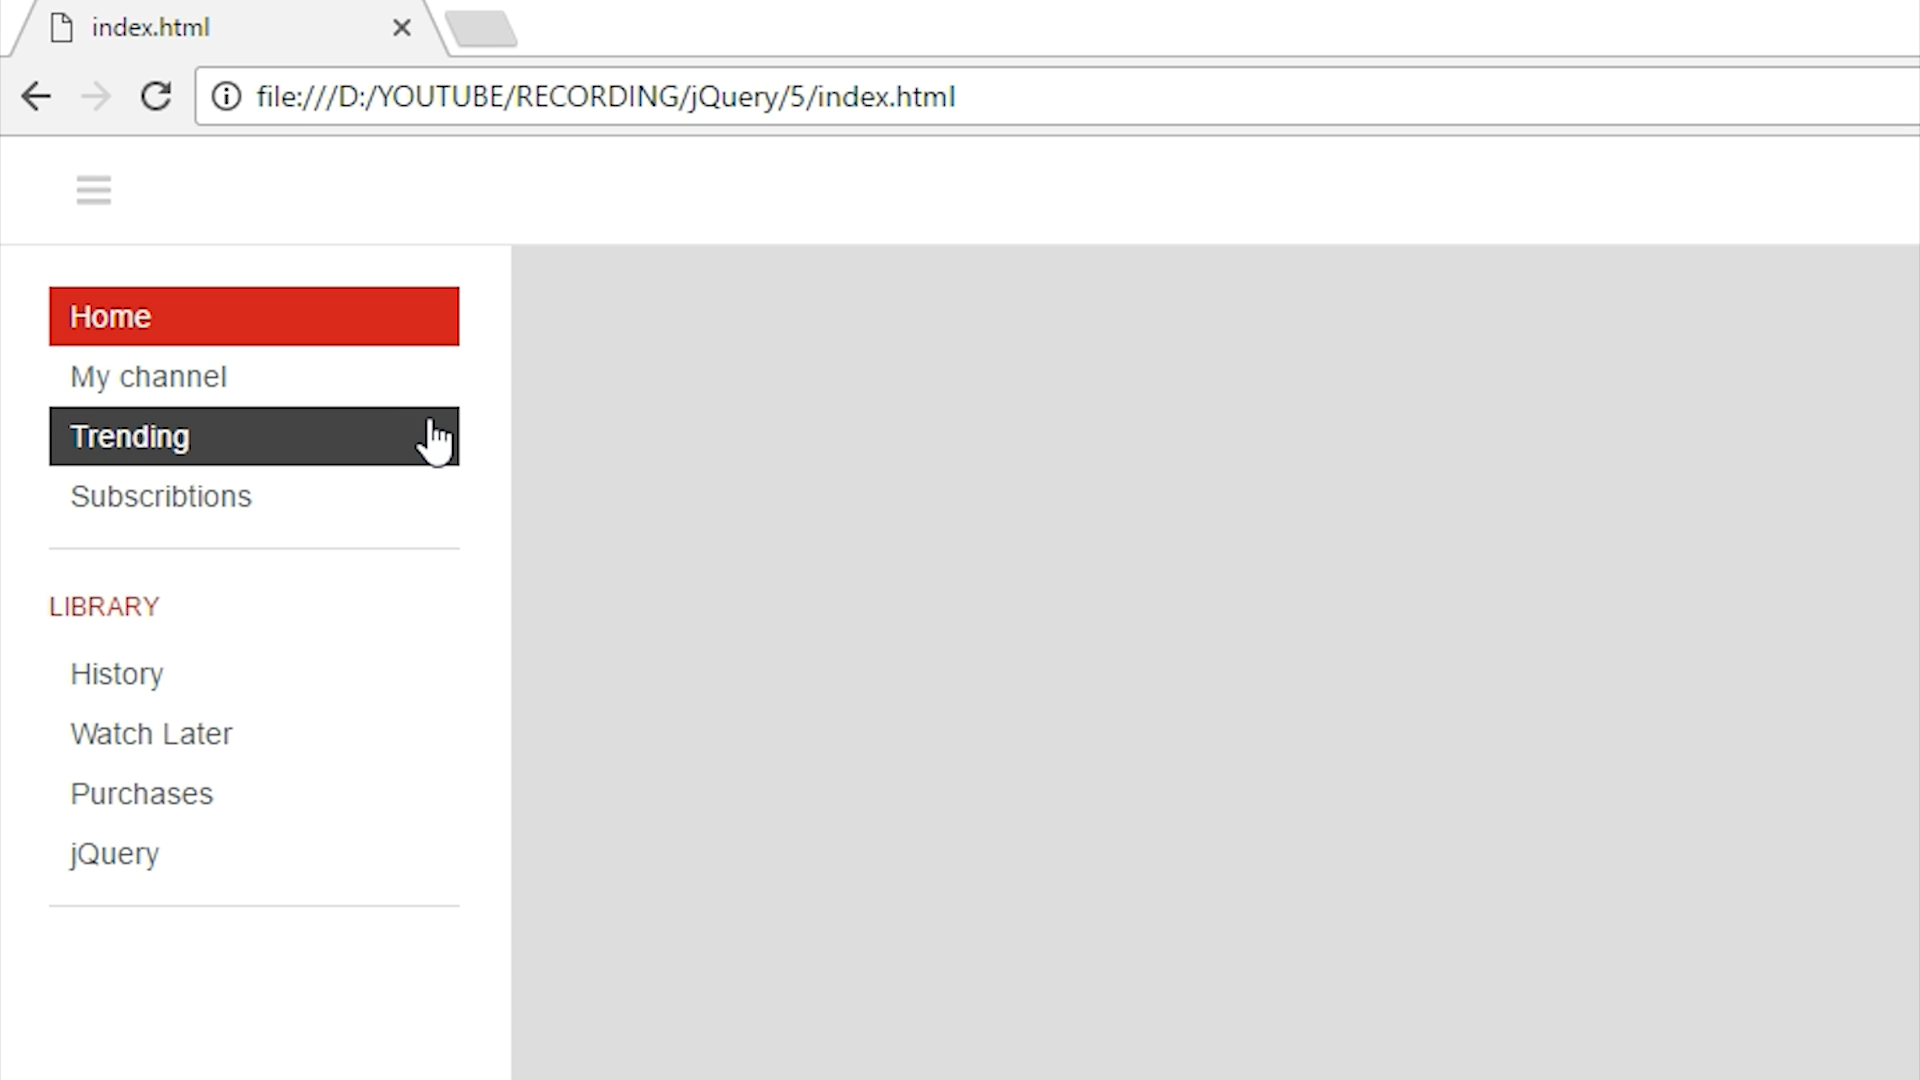 index.html
file:///D:/YOUTUBE/RECORDING/jQuery/5/index.html
Home
My channel
Trending
Subscribtions
LIBRARY
History
Watch Later
Purchases
jQuery